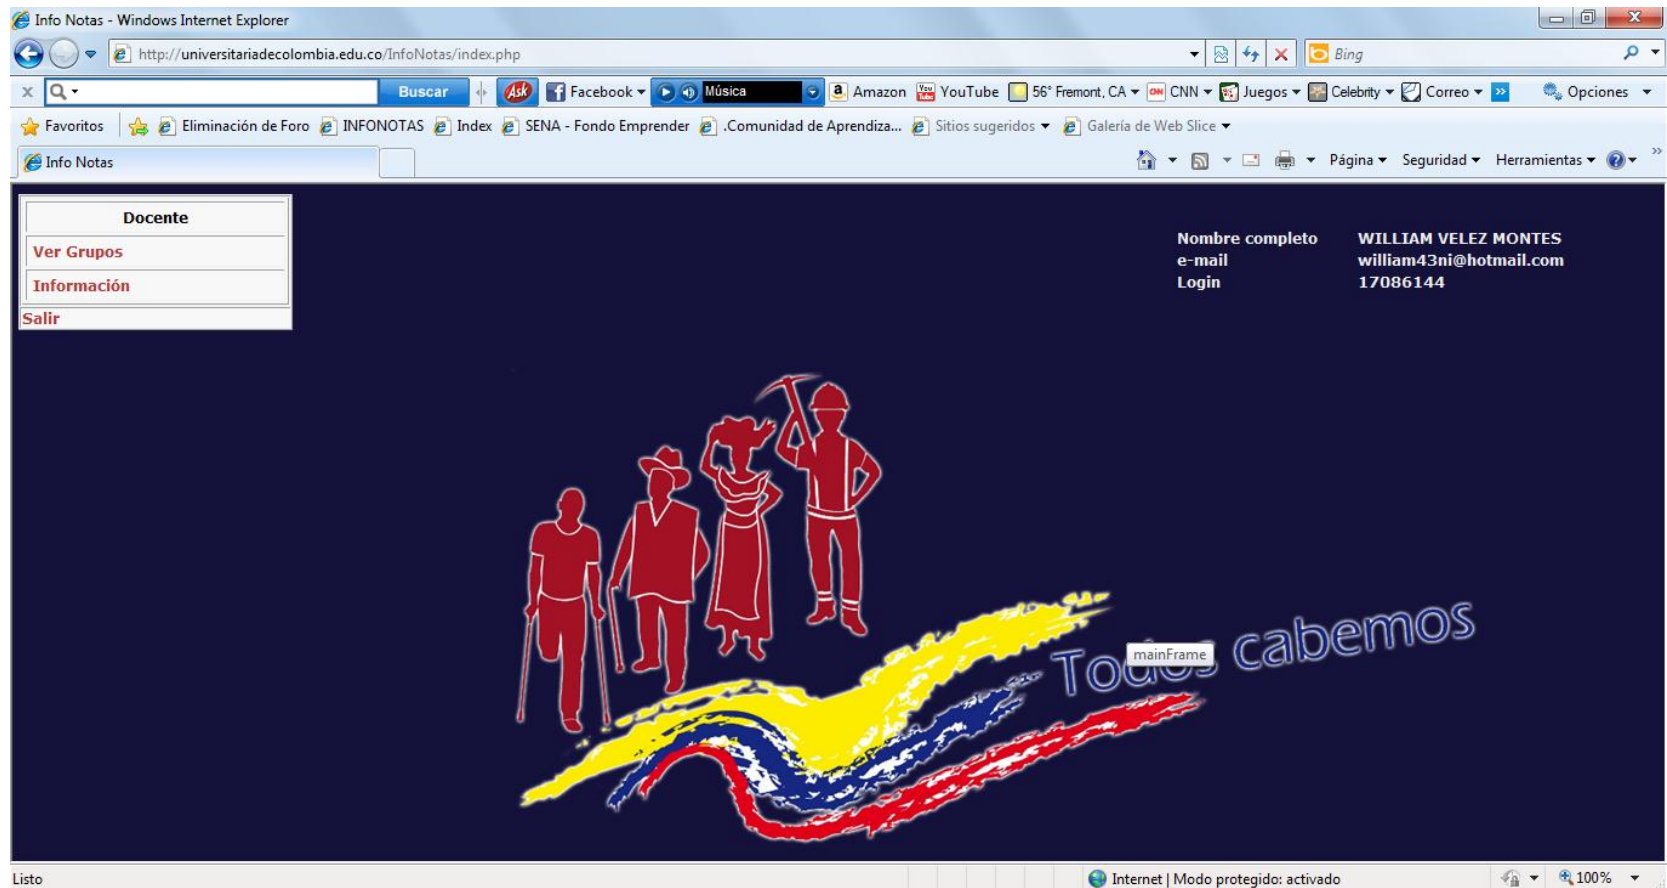 Info Notas - Windows Internet Explorer
http://universitariadecolombia.edu.co/InfoNotas/index.php
Bing
x Buscar Ask Facebook Música Amazon YouTube 56° Fremont, CA CNN Juegos Celebrity Correo Opciones
Favoritos Eliminación de Foro INFONOTAS Index SENA - Fondo Emprender .Comunidad de Aprendiza... Sitios sugeridos Galería de Web Slice
Info Notas Página Seguridad Herramientas
Docente
Ver Grupos
Información
Salir
Nombre completo WILLIAM VELEZ MONTES
e-mail william43ni@hotmail.com
Login 17086144
cabemos
mainFrame
Listo Internet | Modo protegido: activado 100%